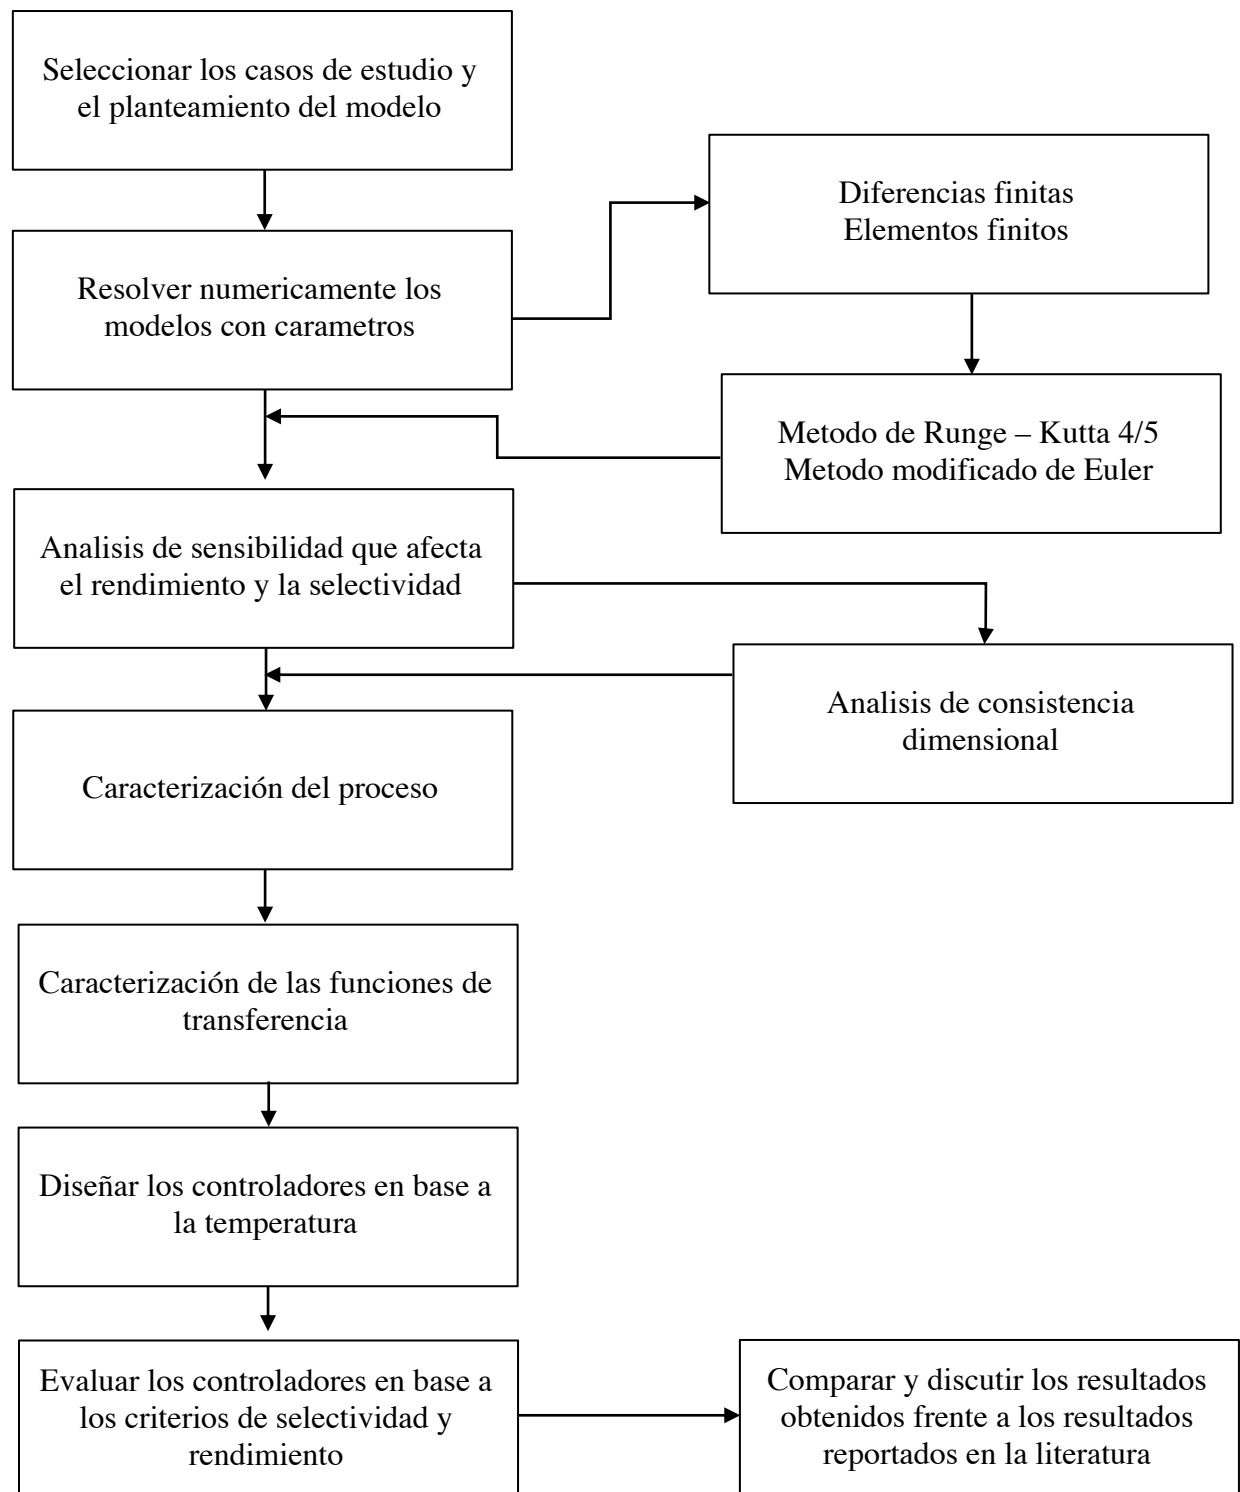 Seleccionar los casos de estudio y
el planteamiento del modelo
Diferencias finitas
Elementos finitos
Resolver numericamente los
modelos con carametros
Metodo de Runge – Kutta 4/5
Metodo modificado de Euler
Analisis de sensibilidad que afecta
el rendimiento y la selectividad
Analisis de consistencia
dimensional
Caracterización del proceso
Caracterización de las funciones de
transferencia
Diseñar los controladores en base a
la temperatura
Evaluar los controladores en base a
los criterios de selectividad y
rendimiento
Comparar y discutir los resultados
obtenidos frente a los resultados
reportados en la literatura